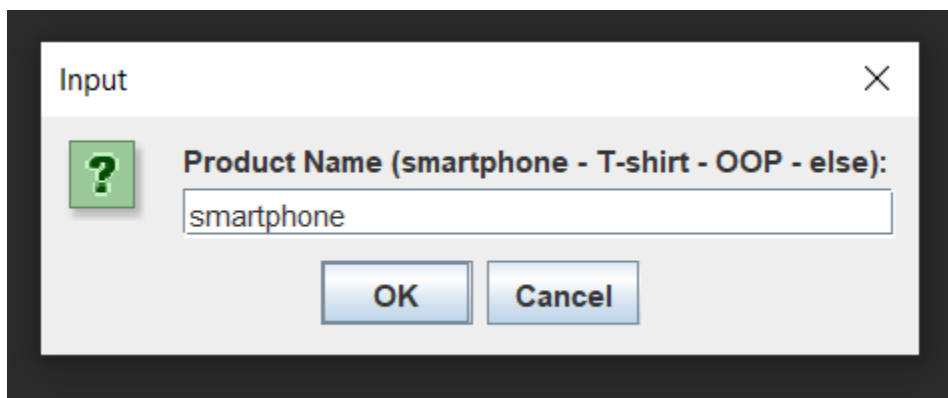 Input
Product Name (smartphone - T-shirt - OOP - else):
smartphone
OK Cancel